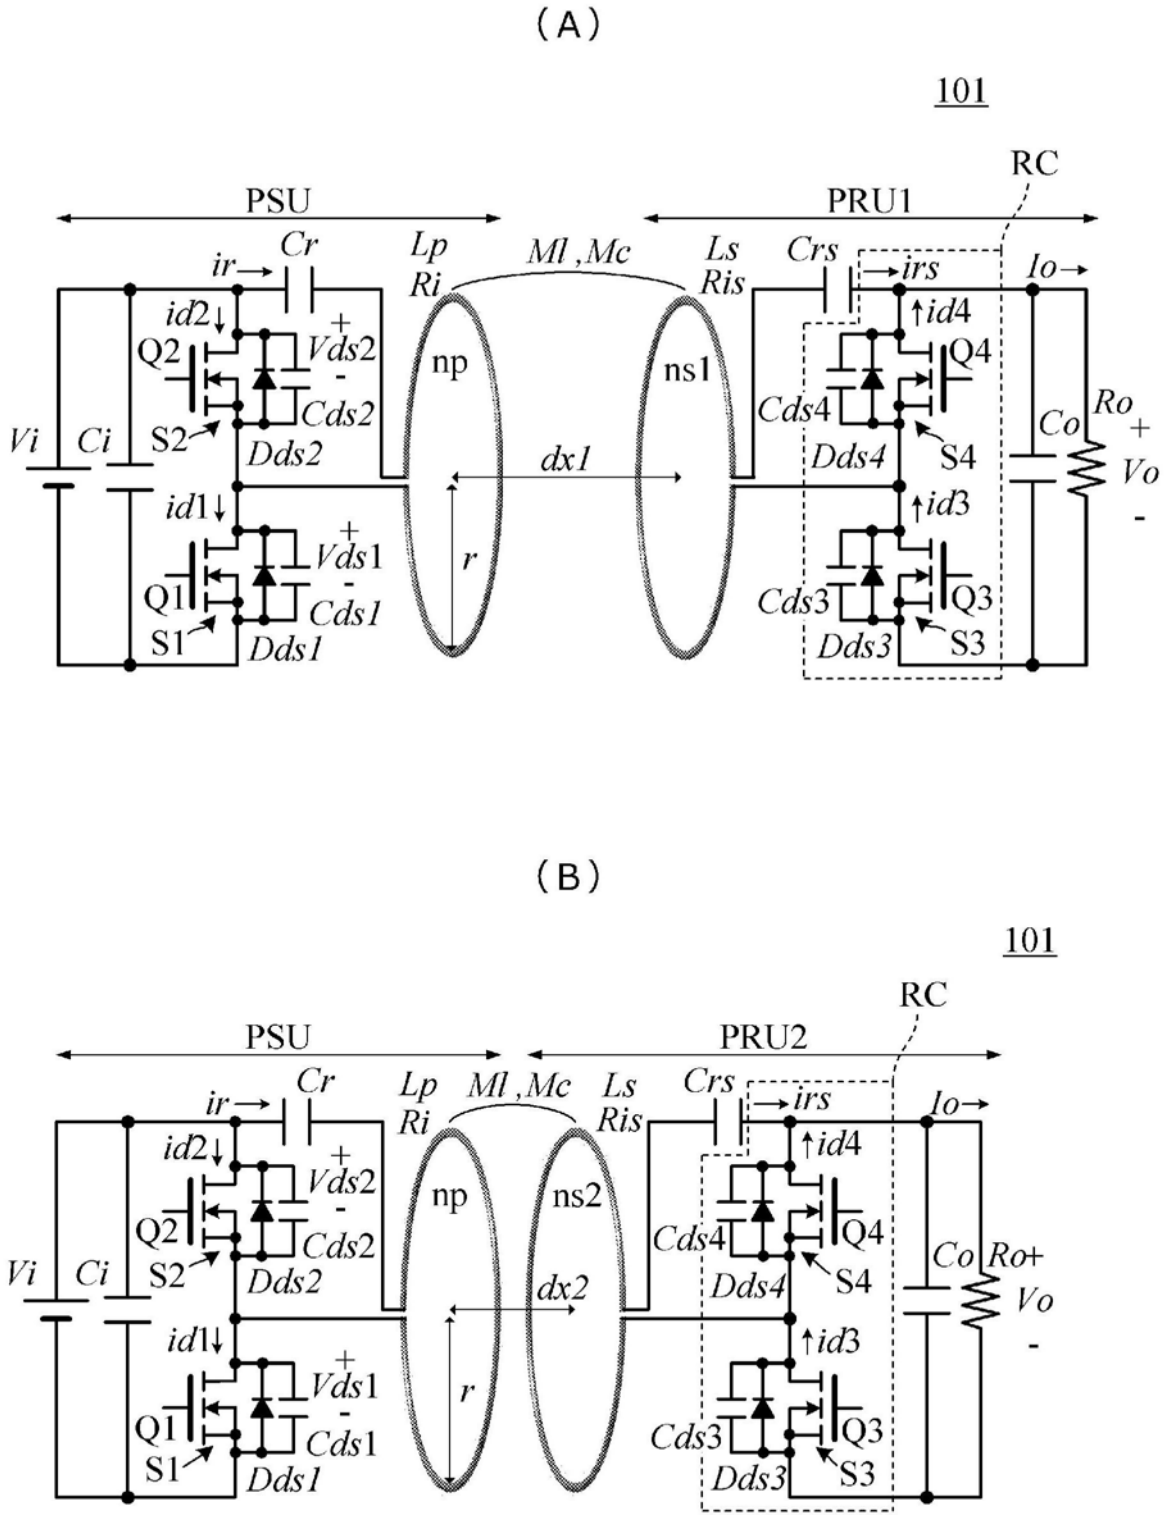 (A)
101
RC
PSU
PRU1
Cr
Lp
Ml ,Mc
Ls
Crs
ir
Ri
Ris
irs
Io
id2
+
id4
Q2
Vds2
np
ns1
Q4
-
S2
Cds2
Cds4
Ro
Vi
Ci
Dds2
dx1
Dds4
S4
Co
+
Vo
id1
+
id3
-
Vds1
r
Q1
-
Cds3
Q3
S1
Cds1
S3
Dds1
Dds3
(B)
101
RC
PSU
PRU2
Cr
Lp
Ml ,Mc
Ls
Crs
ir
Ri
Ris
irs
Io
id2
+
id4
Vds2
np
ns2
Q2
-
Q4
S2
Cds2
Cds4
Vi
Ci
Dds2
dx2
Dds4
S4
Co
Ro+
Vo
id1
+
id3
-
Vds1
r
Q1
-
Cds3
Q3
S1
Cds1
S3
Dds1
Dds3